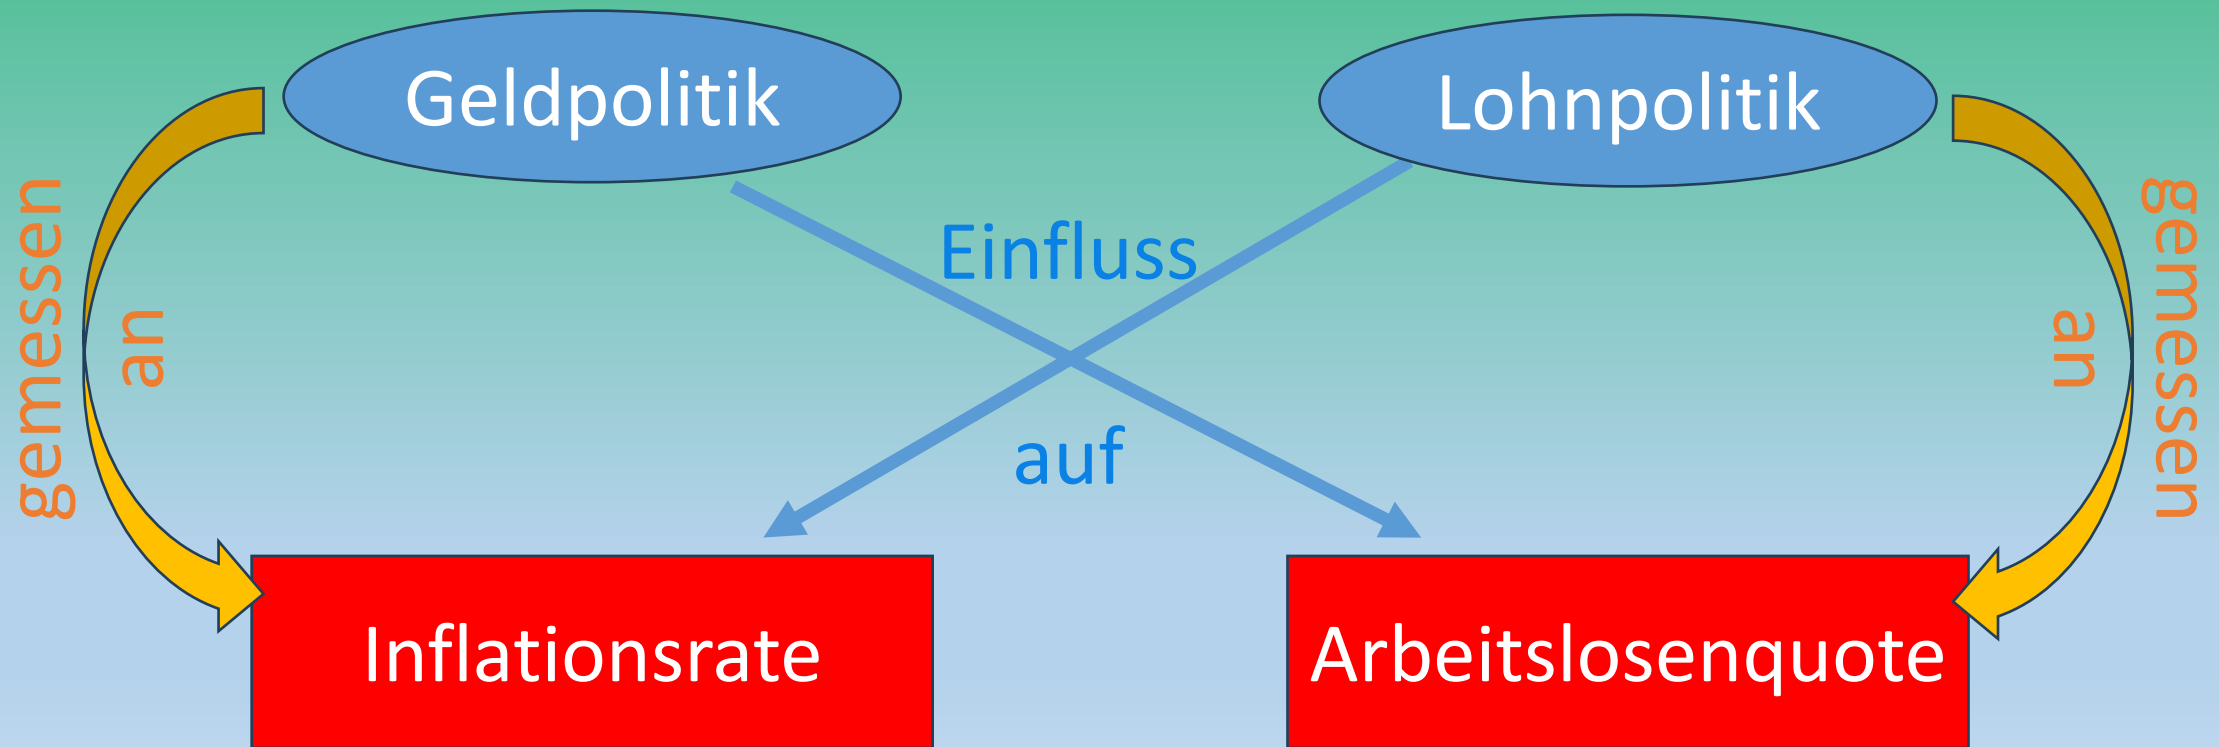 Geldpolitik
Lohnpolitik
gemessen
an
Einfluss
auf
an
gemessen
Inflationsrate
Arbeitslosenquote